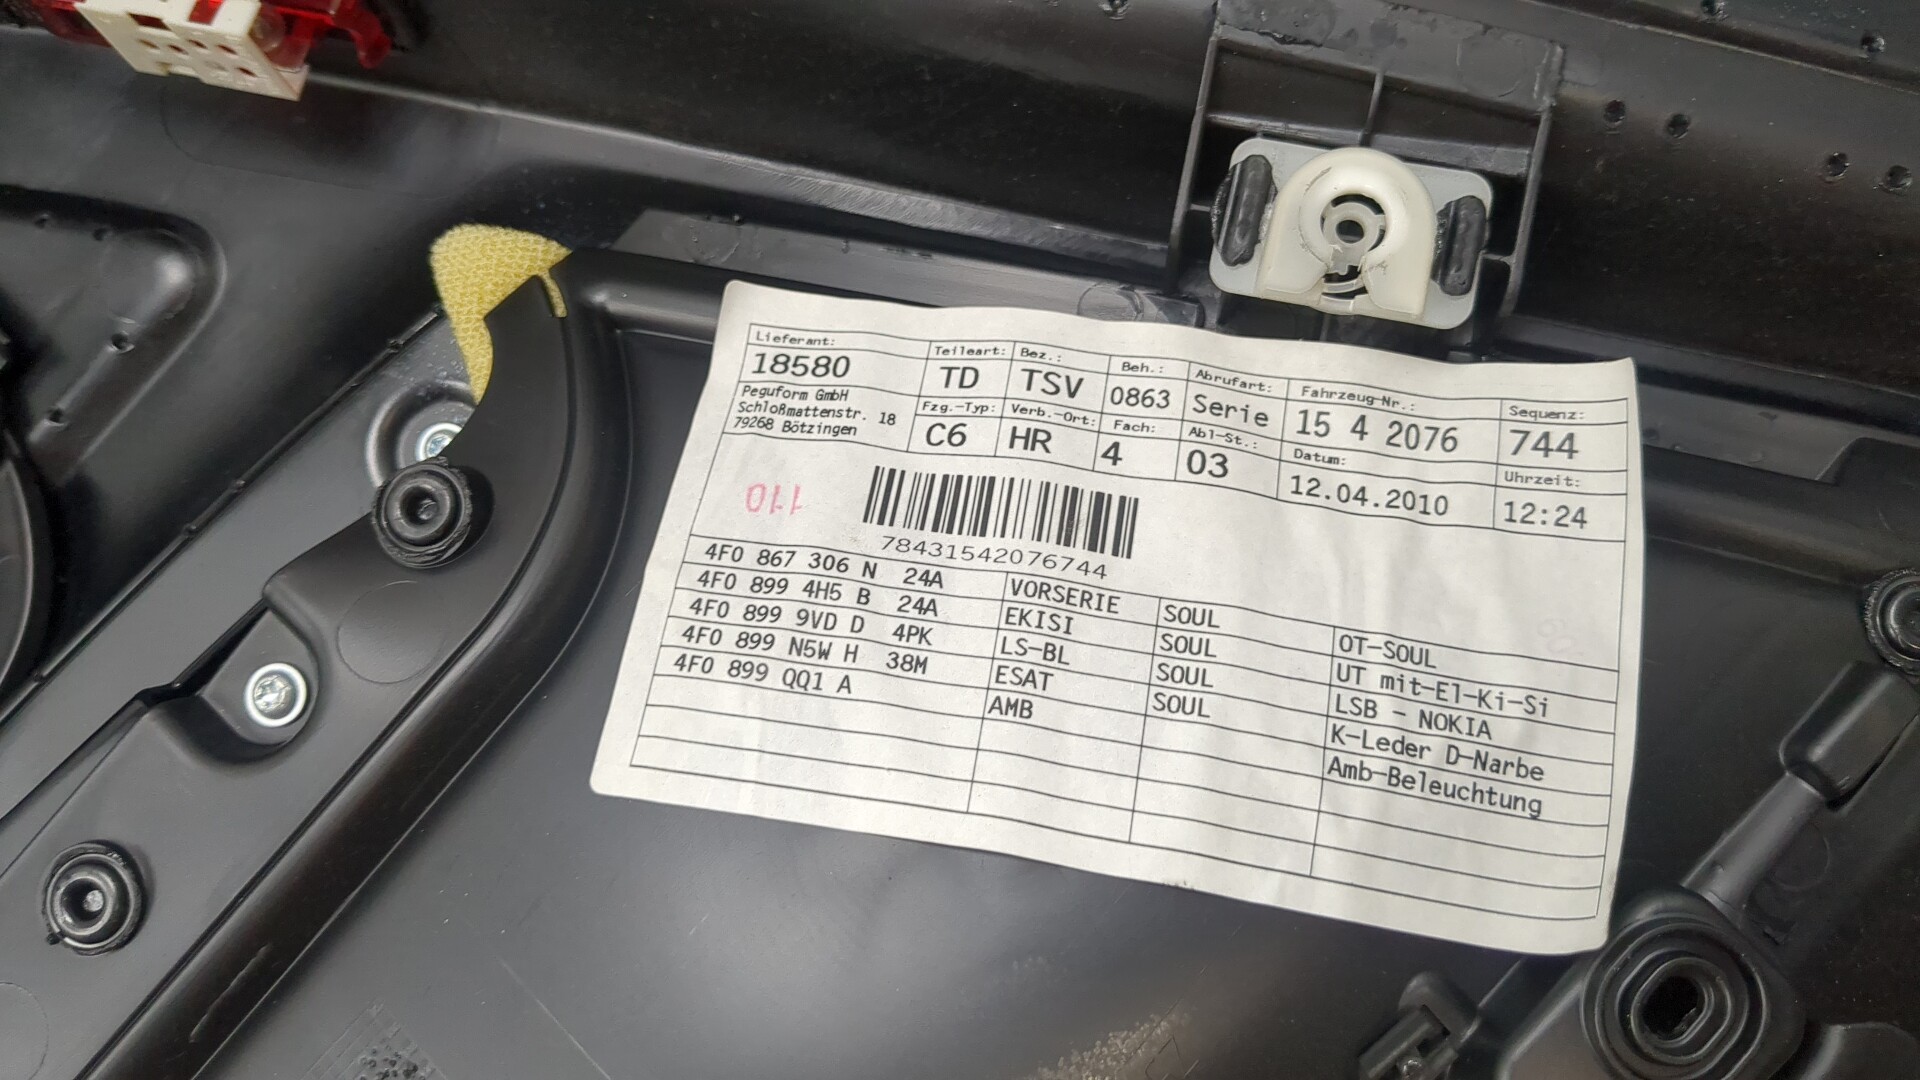 Lieferant:
18580
Peguform GmbH
Schloßmattenstr. 18
79268 Bötzingen
Teileart:
TD
Bez.:
TSV
Beh.:
0863
Abrufart:
Serie
Fahrzeug-Nr.:
15 4 2076
Sequenz:
744
Fzg.-Typ:
C6
Verb.-Ort:
HR
Fach:
4
Abl-St.:
03
Datum:
12.04.2010
Uhrzeit:
12:24
110
78431542076744
4F0 867 306 N 24A VORSERIE SOUL OT-SOUL
4F0 899 4H5 B 24A EKISI SOUL UT mit-El-Ki-Si
4F0 899 9VD D 4PK LS-BL SOUL LSB - NOKIA
4F0 899 N5W H 38M ESAT SOUL K-Leder D-Narbe
4F0 899 QQ1 A AMB Amb-Beleuchtung